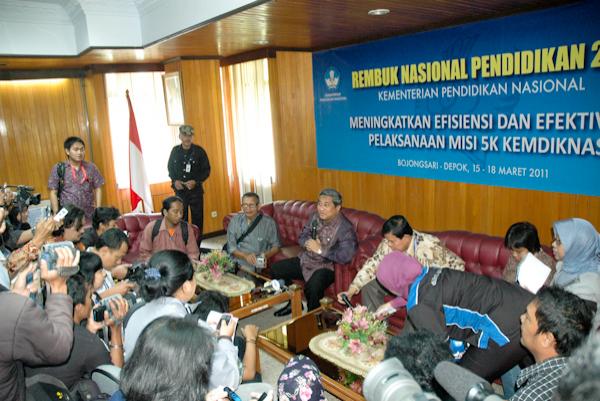 REMBUK NASIONAL PENDIDIKAN 2
KEMENTERIAN PENDIDIKAN NASIONAL
MENINGKATKAN EFISIENSI DAN EFEKTIV
PELAKSANAAN MISI 5K KEMDIKNAS
BOJONGSARI - DEPOK, 15 - 18 MARET 2011